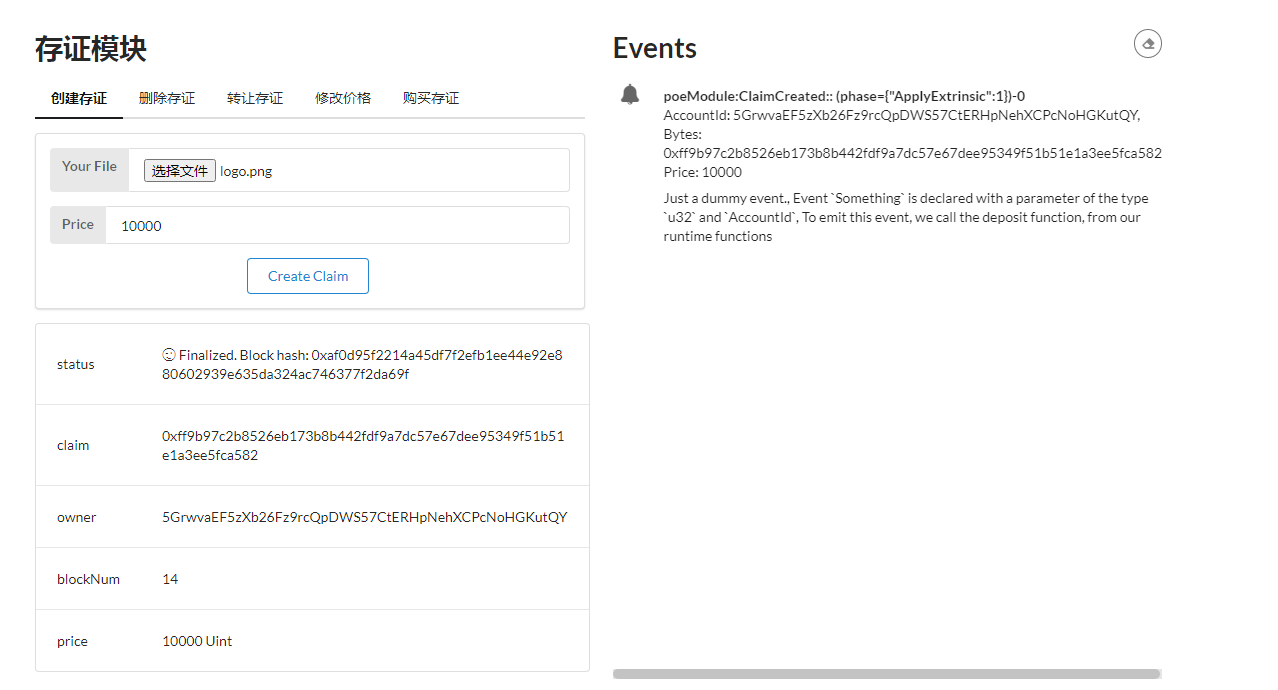 存证模块
创建存证 删除存证 转让存证 修改价格 购买存证
Your File 选择文件 logo.png
Price 10000
Create Claim
status
Finalized. Block hash: 0xaf0d95f2214a45df7f2efb1ee44e92e8
80602939e635da324ac746377f2da69f
claim
0xff9b97c2b8526eb173b8b442fdf9a7dc57e67dee95349f51b51
e1a3ee5fca582
owner 5GrwvaEF5zXb26Fz9rcQpDWS57CtERHpNehXCPcNoHGKutQY
blockNum 14
price 10000 Uint
Events
poeModule:ClaimCreated:: (phase={"ApplyExtrinsic":1})-0
AccountId: 5GrwvaEF5zXb26Fz9rcQpDWS57CtERHpNehXCPcNoHGKutQY,
Bytes:
0xff9b97c2b8526eb173b8b442fdf9a7dc57e67dee95349f51b51e1a3ee5fca582
Price: 10000
Just a dummy event., Event `Something` is declared with a parameter of the type
`u32` and `AccountId`, To emit this event, we call the deposit function, from our
runtime functions